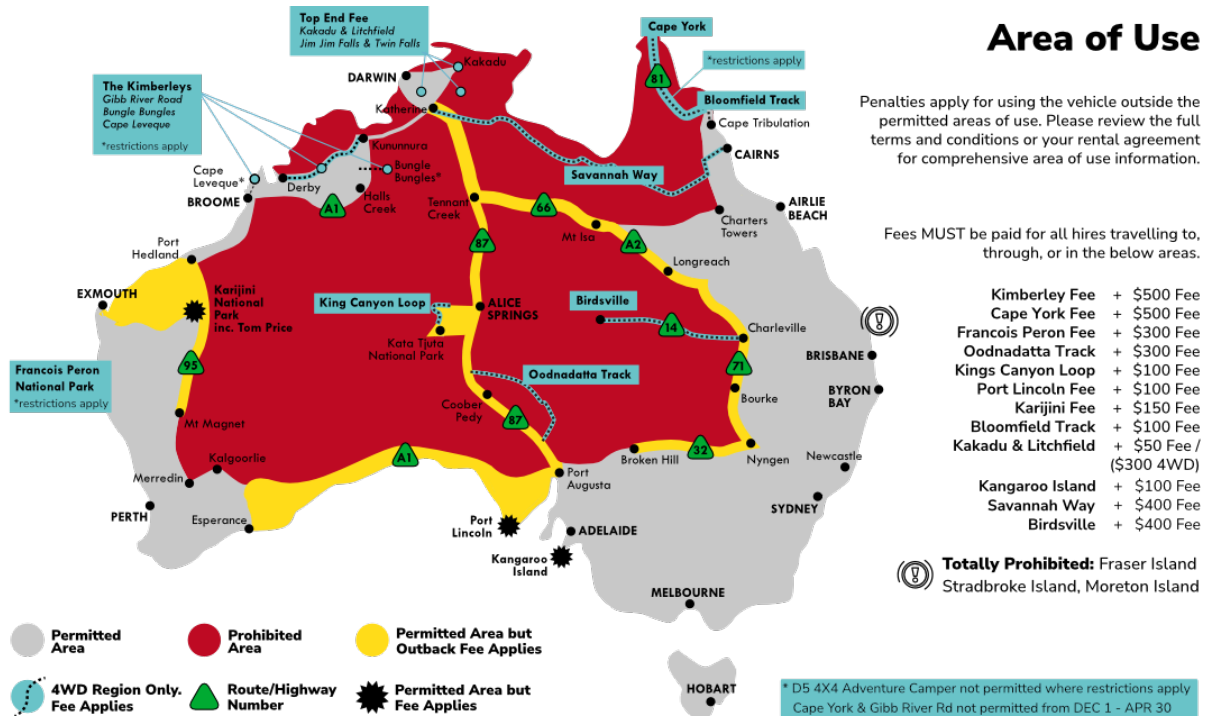 Area of Use
Penalties apply for using the vehicle outside the
permitted areas of use. Please review the full
terms and conditions or your rental agreement
for comprehensive area of use information.
Fees MUST be paid for all hires travelling to,
through, or in the below areas.
Kimberley Fee + $500 Fee
Cape York Fee + $500 Fee
Francois Peron Fee + $300 Fee
Oodnadatta Track + $300 Fee
Kings Canyon Loop + $100 Fee
Port Lincoln Fee + $100 Fee
Karijini Fee + $150 Fee
Bloomfield Track + $100 Fee
Kakadu & Litchfield + $50 Fee /
($300 4WD)
Kangaroo Island + $100 Fee
Savannah Way + $400 Fee
Birdsville + $400 Fee
Totally Prohibited: Fraser Island
Stradbroke Island, Moreton Island
* D5 4X4 Adventure Camper not permitted where restrictions apply
Cape York & Gibb River Rd not permitted from DEC 1 - APR 30
Top End Fee
Kakadu & Litchfield
Jim Jim Falls & Twin Falls
Cape York
*restrictions apply
81
Bloomfield Track
Cape Tribulation
CAIRNS
The Kimberleys
Gibb River Road
Bungle Bungles
Cape Leveque
*restrictions apply
DARWIN
Kakadu
Katherine
Kununnura
Cape
Leveque*
Derby
BROOME
Bungle
Bungles*
Halls
Creek
A1
Savannah Way
Tennant
Creek
66
Mt Isa
A2
Charters
Towers
AIRLIE
BEACH
Longreach
Port
Hedland
EXMOUTH
Karijini
National
Park
inc. Tom Price
87
King Canyon Loop
ALICE
SPRINGS
Kata Tjuta
National Park
Birdsville
14
Charleville
BRISBANE
71
BYRON
BAY
Bourke
95
Francois Peron
National Park
*restrictions apply
Oodnadatta Track
Coober
Pedy
87
Mt Magnet
Kalgoorlie
Merredin
A1
Broken Hill
32
Nyngen
Newcastle
Port
Augusta
PERTH
Esperance
Port
Lincoln
SYDNEY
ADELAIDE
Kangaroo
Island
MELBOURNE
HOBART
Permitted
Area
Prohibited
Area
Permitted Area but
Outback Fee Applies
4WD Region Only.
Fee Applies
Route/Highway
Number
Permitted Area but
Fee Applies